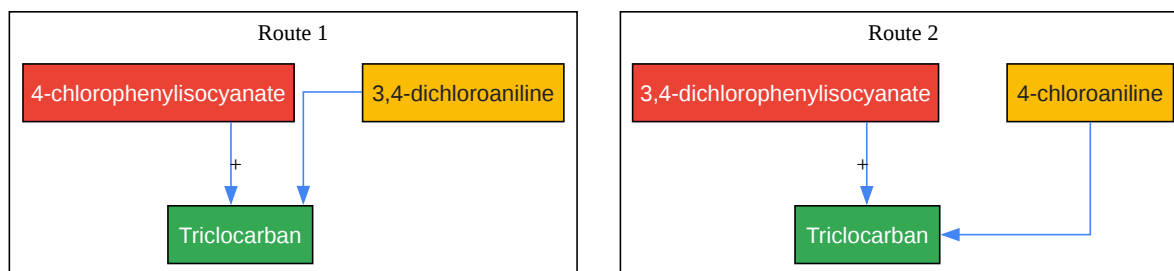 Route 1
4-chlorophenylisocyanate
3,4-dichloroaniline
+
Triclocarban
Route 2
3,4-dichlorophenylisocyanate
4-chloroaniline
+
Triclocarban